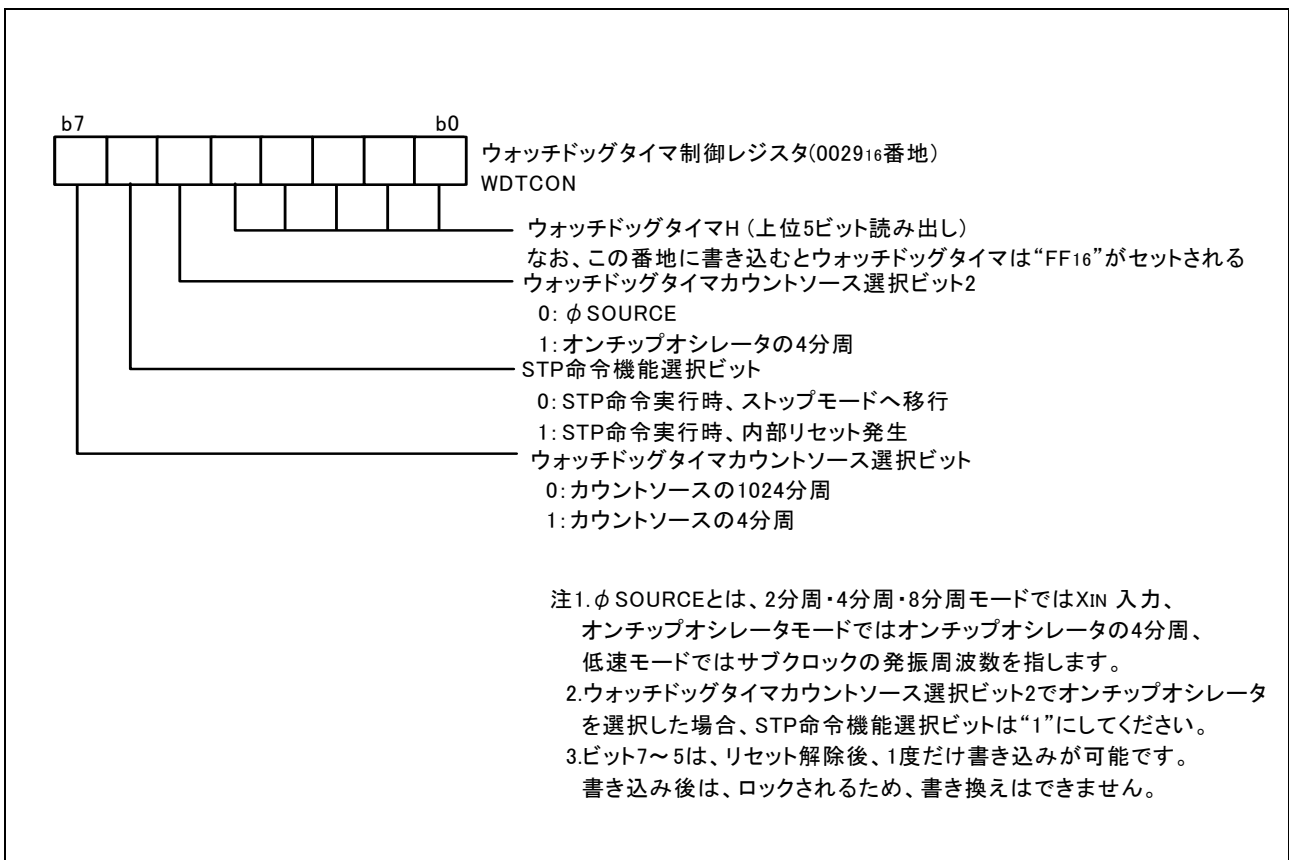 b7 b0
ウォッチドッグタイマ制御レジスタ(002916番地)
WDTCON
ウォッチドッグタイマH (上位5ビット読み出し)
なお、この番地に書き込むとウォッチドッグタイマは“FF16”がセットされる
ウォッチドッグタイマカウントソース選択ビット2
0: φSOURCE
1:オンチップオシレータの4分周
STP命令機能選択ビット
0:STP命令実行時、ストップモードへ移行
1:STP命令実行時、内部リセット発生
ウォッチドッグタイマカウントソース選択ビット
0:カウントソースの1024分周
1:カウントソースの4分周
注1.φSOURCEとは、2分周・4分周・8分周モードではXIN 入力、
オンチップオシレータモードではオンチップオシレータの4分周、
低速モードではサブクロックの発振周波数を指します。
2.ウォッチドッグタイマカウントソース選択ビット2でオンチップオシレータ
を選択した場合、STP命令機能選択ビットは“1”にしてください。
3.ビット7～5は、リセット解除後、1度だけ書き込みが可能です。
書き込み後は、ロックされるため、書き換えはできません。